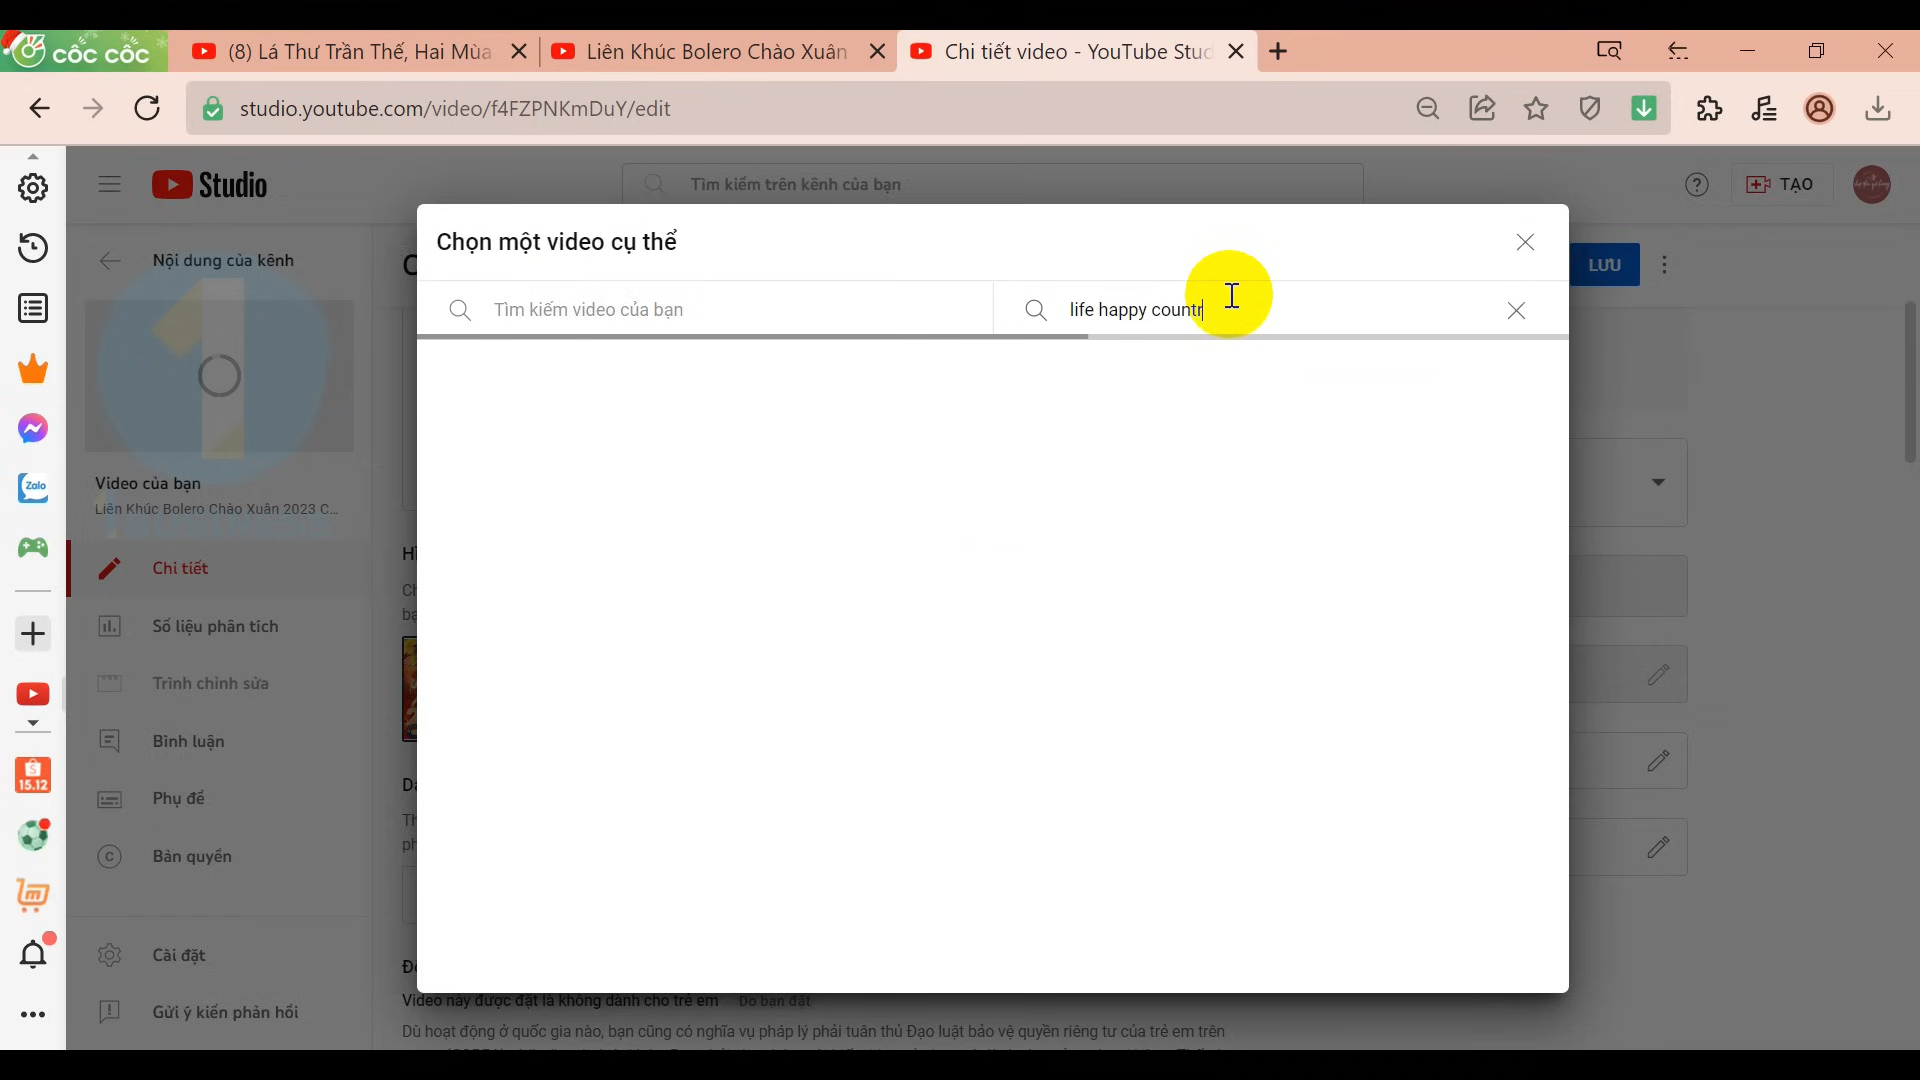 cốc cốc
(8) Lá Thư Trần Thế, Hai Mùa
Liên Khúc Bolero Chào Xuân
Chi tiết video - YouTube Stud
studio.youtube.com/video/f4FZPNKmDuY/edit
Studio
Tìm kiếm trên kênh của bạn
TẠO
Nội dung của kênh
LƯU
Chọn một video cụ thể
Tìm kiếm video của bạn
life happy countr
Video của bạn
Liên Khúc Bolero Chào Xuân 2023 C...
Zalo
Chi tiết
Số liệu phân tích
Trình chỉnh sửa
Bình luận
15.12
Phụ đề
Bản quyền
Cài đặt
Video này được đặt là không dành cho trẻ em Do bạn đặt
Gửi ý kiến phản hồi
Dù hoạt động ở quốc gia nào, bạn cũng có nghĩa vụ pháp lý phải tuân thủ Đạo luật bảo vệ quyền riêng tư của trẻ em trên